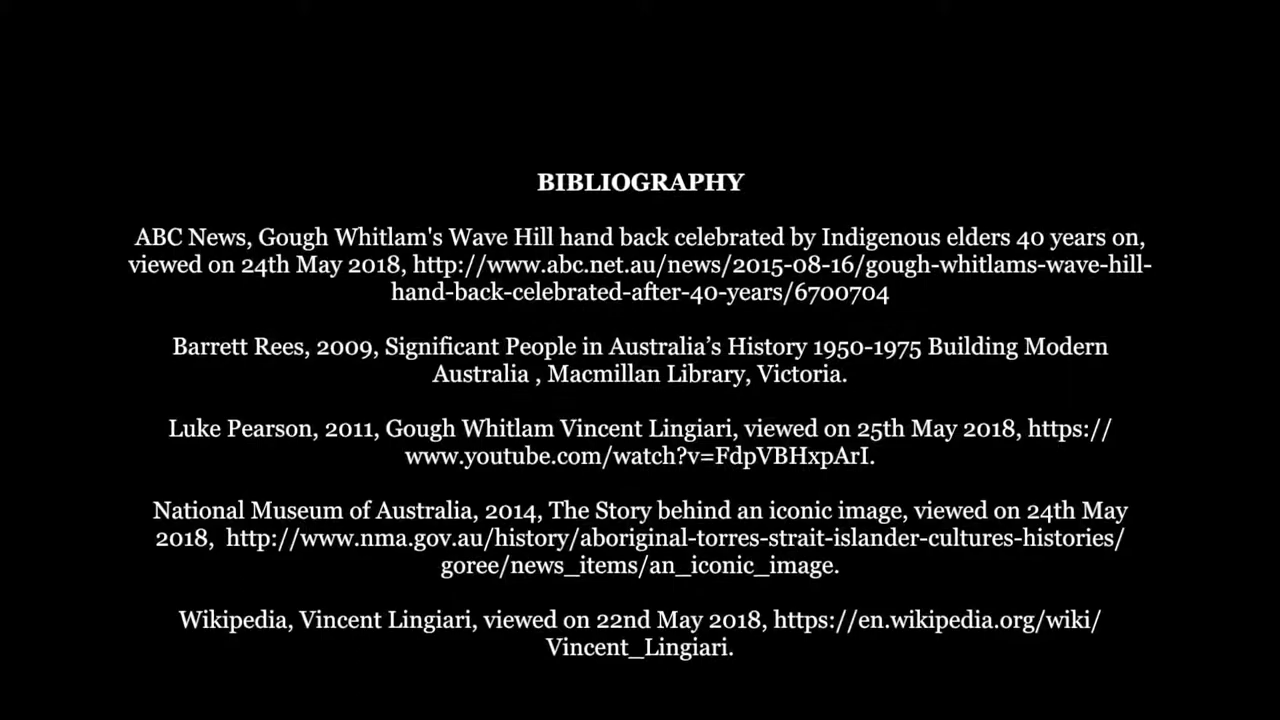 BIBLIOGRAPHY
ABC News, Gough Whitlam's Wave Hill hand back celebrated by Indigenous elders 40 years on,
viewed on 24th May 2018, http://www.abc.net.au/news/2015-08-16/gough-whitlams-wave-hill-
hand-back-celebrated-after-40-years/6700704
Barrett Rees, 2009, Significant People in Australia’s History 1950-1975 Building Modern
Australia , Macmillan Library, Victoria.
Luke Pearson, 2011, Gough Whitlam Vincent Lingiari, viewed on 25th May 2018, https://
www.youtube.com/watch?v=FdpVBHxpArI.
National Museum of Australia, 2014, The Story behind an iconic image, viewed on 24th May
2018,  http://www.nma.gov.au/history/aboriginal-torres-strait-islander-cultures-histories/
goree/news_items/an_iconic_image.
Wikipedia, Vincent Lingiari, viewed on 22nd May 2018, https://en.wikipedia.org/wiki/
Vincent_Lingiari.